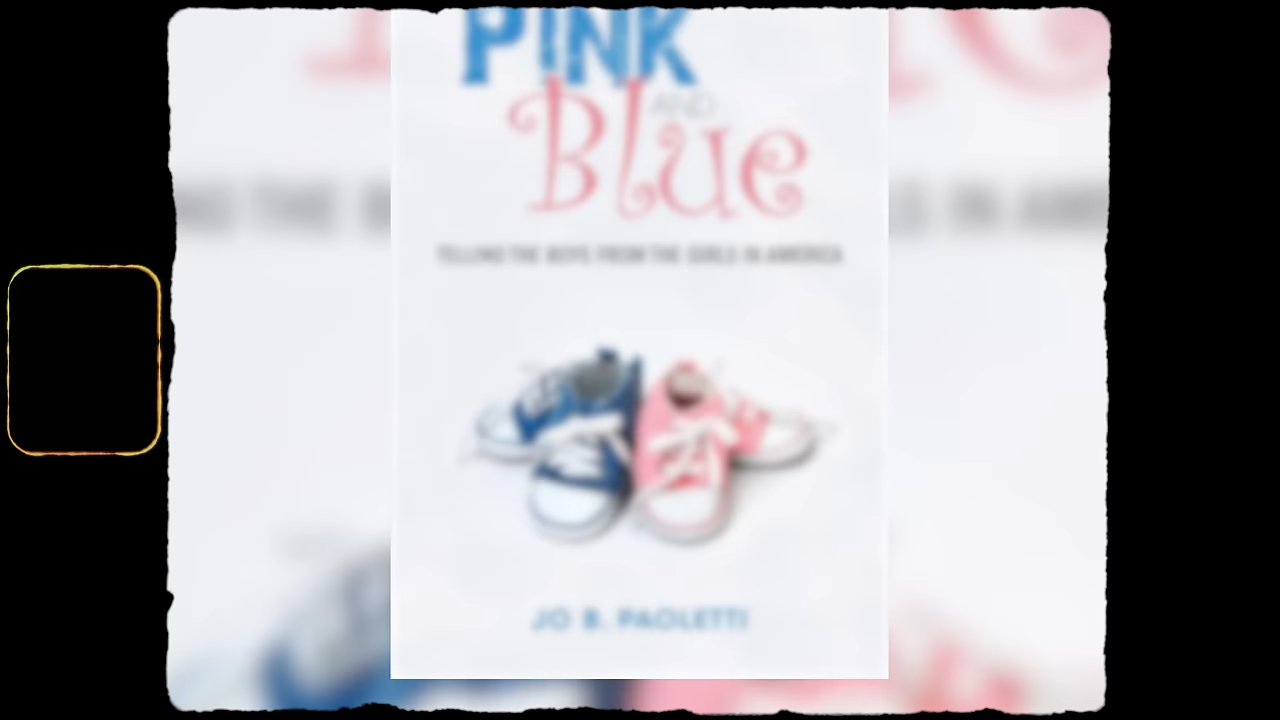 PINK
AND
Blue
TELLING THE BOYS FROM THE GIRLS IN AMERICA
JO B. PAOLETTI